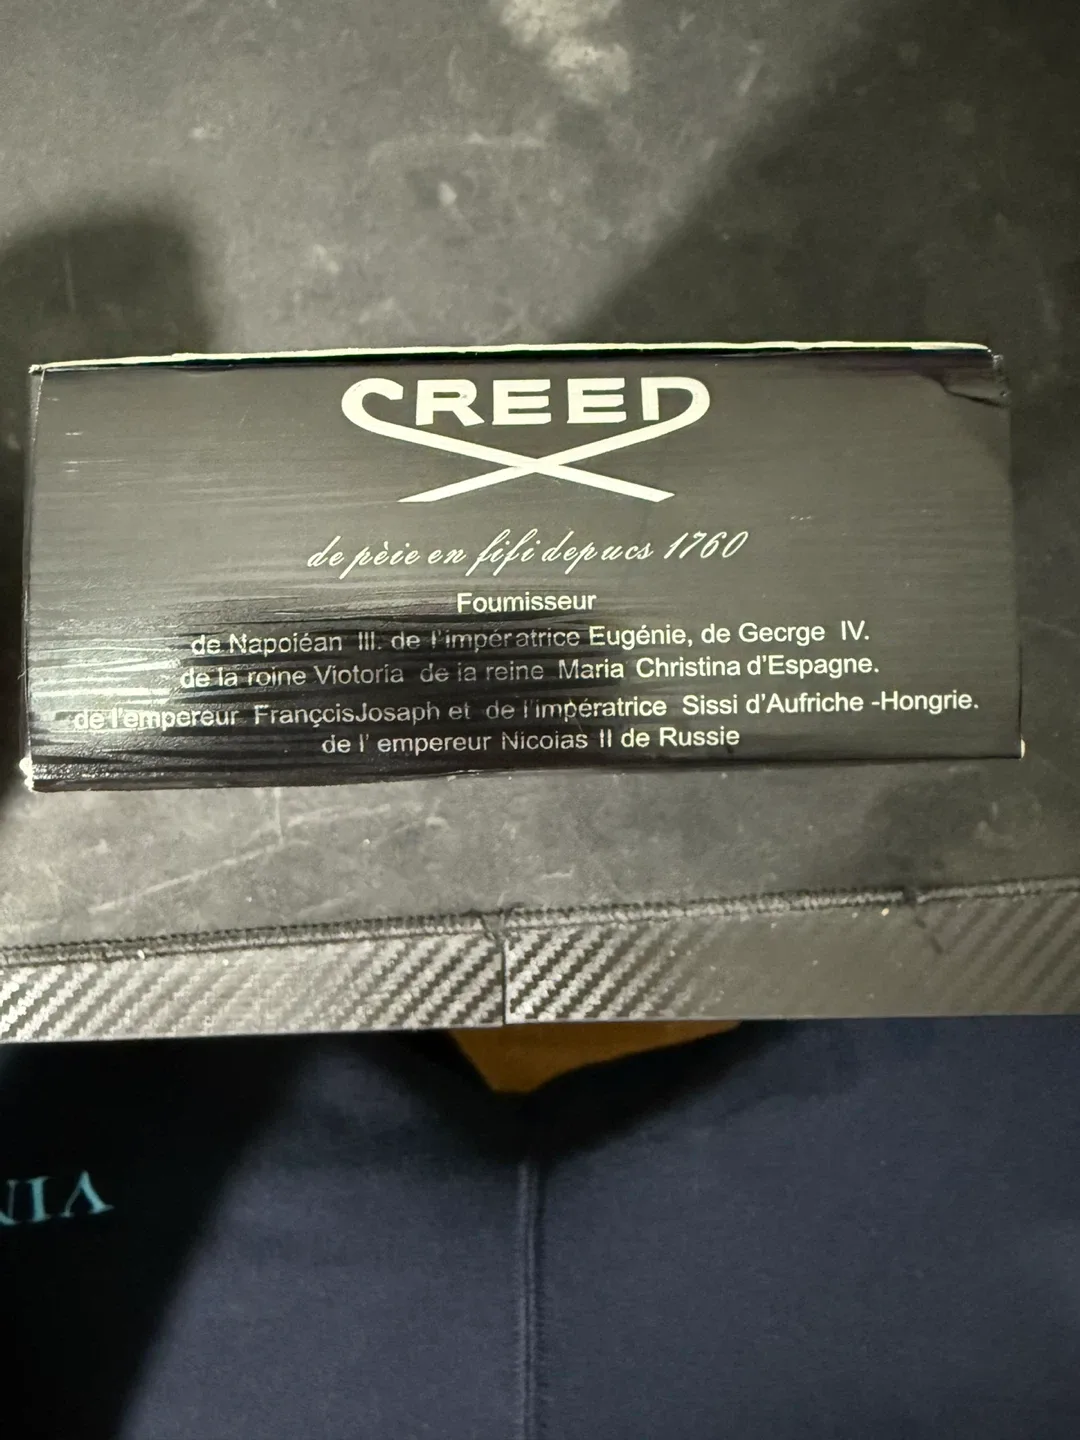 CREED
de pèie en fifi depucs 1760
Foumisseur
de Napoiéan III. de l'impératrice Eugénie, de Gecrge IV.
de la roine Viotoria de ia reine Maria Christina d'Espagne.
de l'empereur FrançcisJosaph et de l'impératrice Sissi d'Aufriche -Hongrie.
de l' empereur Nicoias II de Russie
VIN